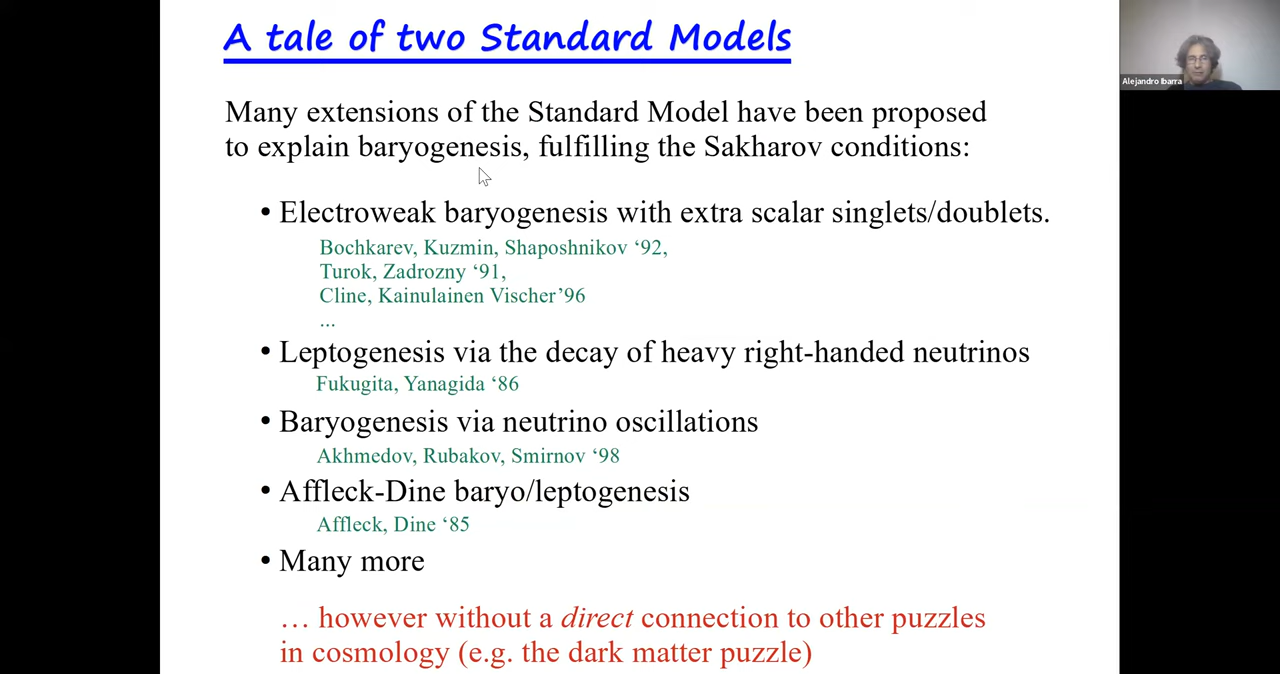 A tale of two Standard Models
Alejandro Ibarra
Many extensions of the Standard Model have been proposed
to explain baryogenesis, fulfilling the Sakharov conditions:
• Electroweak baryogenesis with extra scalar singlets/doublets.
Bochkarev, Kuzmin, Shaposhnikov ‘92,
Turok, Zadrozny ‘91,
Cline, Kainulainen Vischer’96
...
• Leptogenesis via the decay of heavy right-handed neutrinos
Fukugita, Yanagida ‘86
• Baryogenesis via neutrino oscillations
Akhmedov, Rubakov, Smirnov ‘98
• Affleck-Dine baryo/leptogenesis
Affleck, Dine ‘85
• Many more
… however without a direct connection to other puzzles
in cosmology (e.g. the dark matter puzzle)